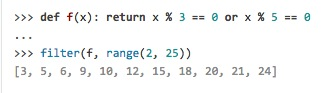 >>> def f(x): return x % 3 == 0 or x % 5 == 0
...
>>> filter(f, range(2, 25))
[3, 5, 6, 9, 10, 12, 15, 18, 20, 21, 24]